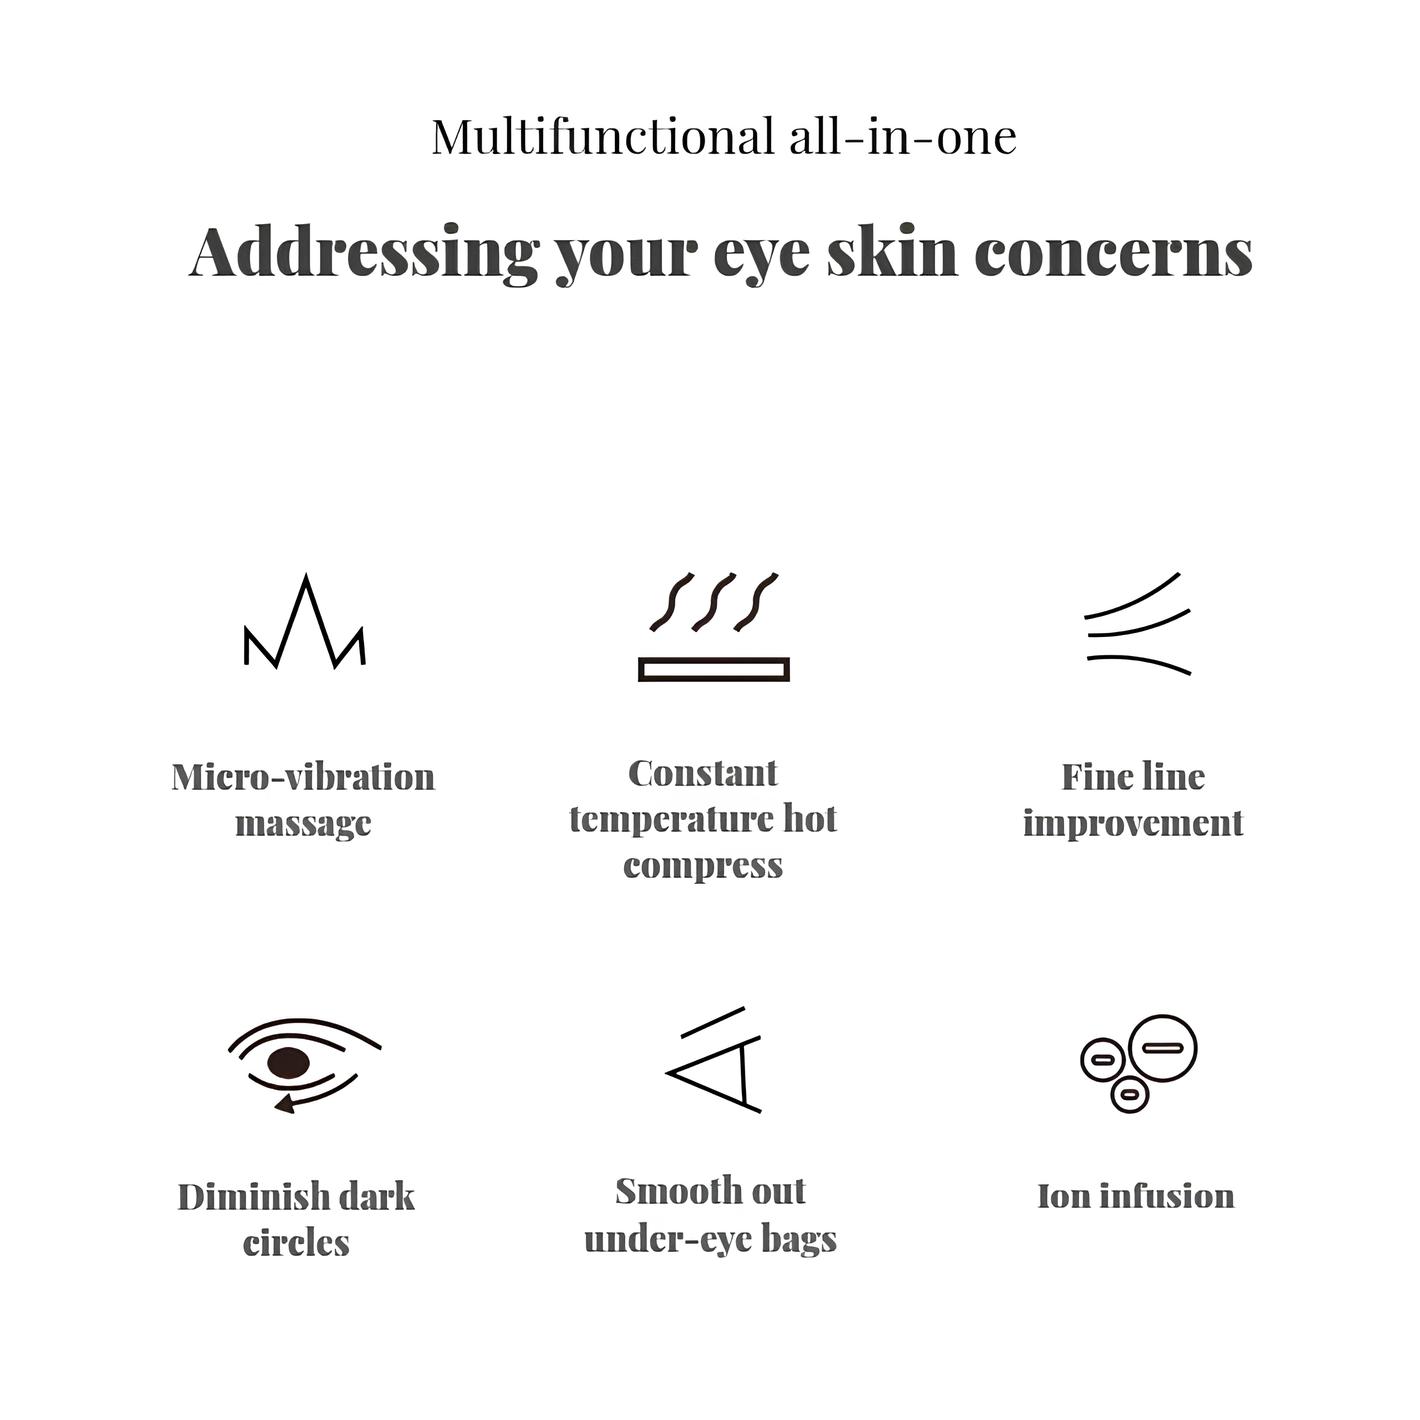 Multifunctional all-in-one
Addressing your eye skin concerns
Micro-vibration
massage
Constant
temperature hot
compress
Fine line
improvement
Diminish dark
circles
Smooth out
under-eye bags
Ion infusion